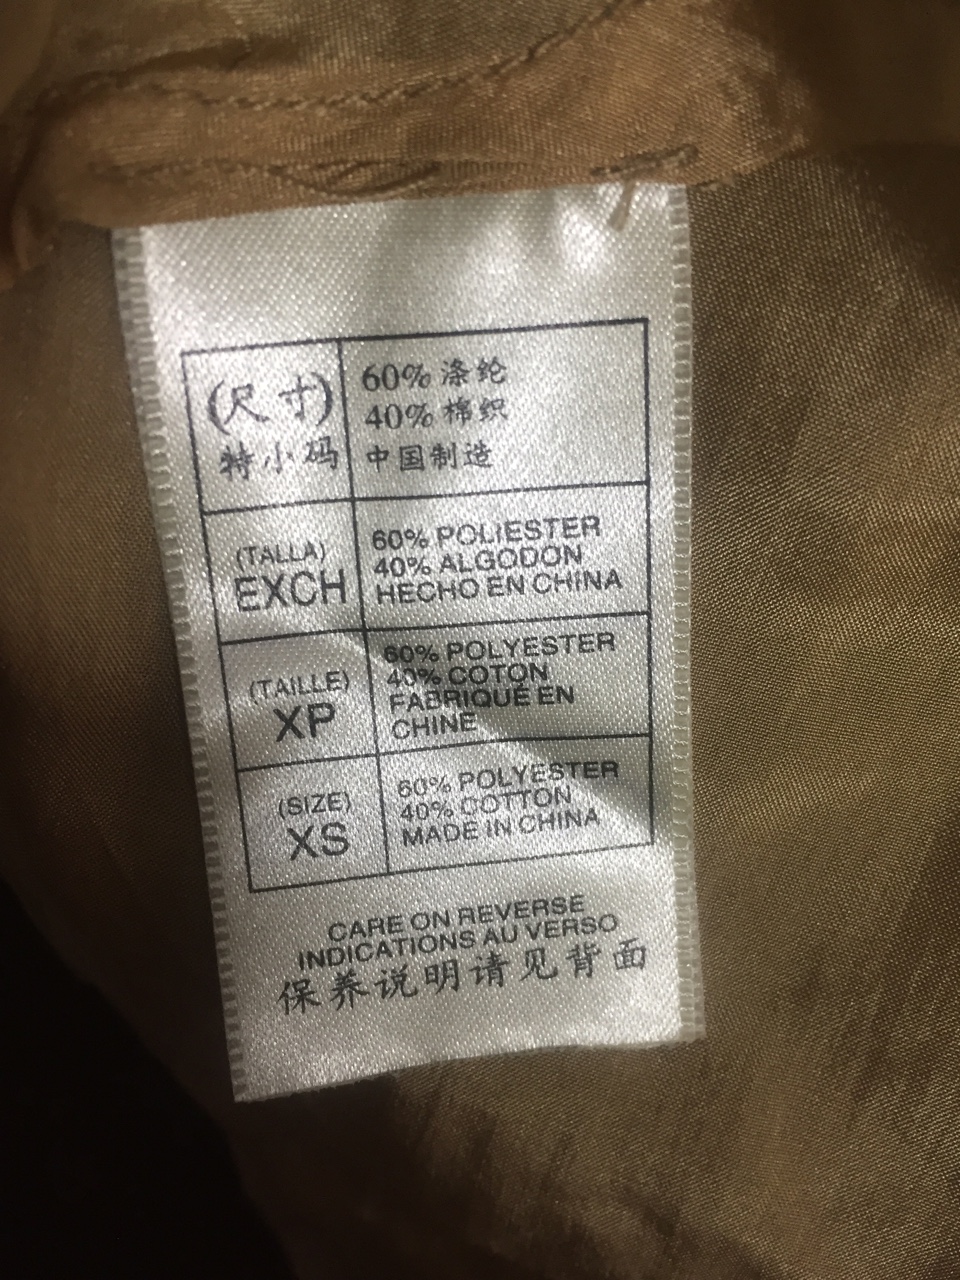 (尺寸)
特小码
60% 涤纶
40% 棉织
中国制造
(TALLA)
EXCH
60% POLIESTER
40% ALGODON
HECHO EN CHINA
(TAILLE)
XP
60% POLYESTER
40% COTON
FABRIQUÉ EN
CHINE
(SIZE)
XS
60% POLYESTER
40% COTTON
MADE IN CHINA
CARE ON REVERSE
INDICATIONS AU VERSO
保养说明请见背面